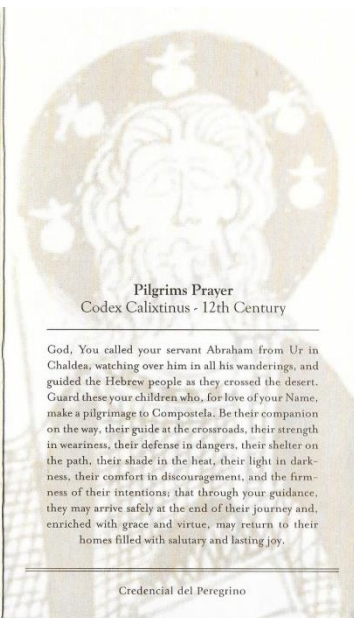 Pilgrims Prayer
Codex Calixtinus - 12th Century
God, You called your servant Abraham from Ur in
Chaldea, watching over him in all his wanderings, and
guided the Hebrew people as they crossed the desert.
Guard these your children who, for love of your Name,
make a pilgrimage to Compostela. Be their companion
on the way, their guide at the crossroads, their strength
in weariness, their defense in dangers, their shelter on
the path, their shade in the heat, their light in dark-
ness, their comfort in discouragement, and the firm-
ness of their intentions; that through your guidance,
they may arrive safely at the end of their journey and,
enriched with grace and virtue, may return to their
homes filled with salutary and lasting joy.
Credencial del Peregrino